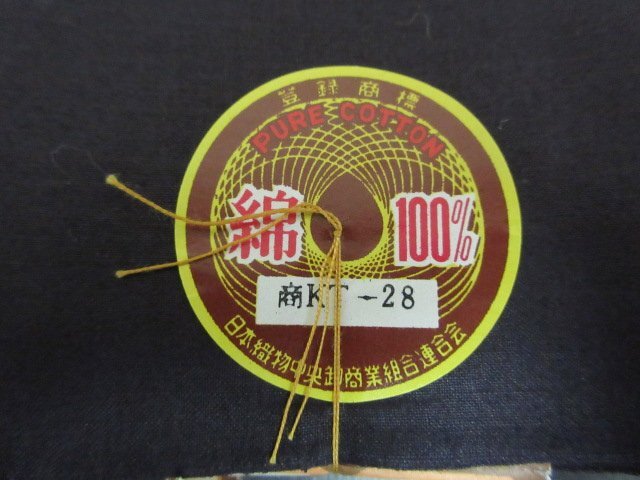 登録商標
PURE COTTON
綿 100%
商KT-28
日本織物中央卸商業組合連合会